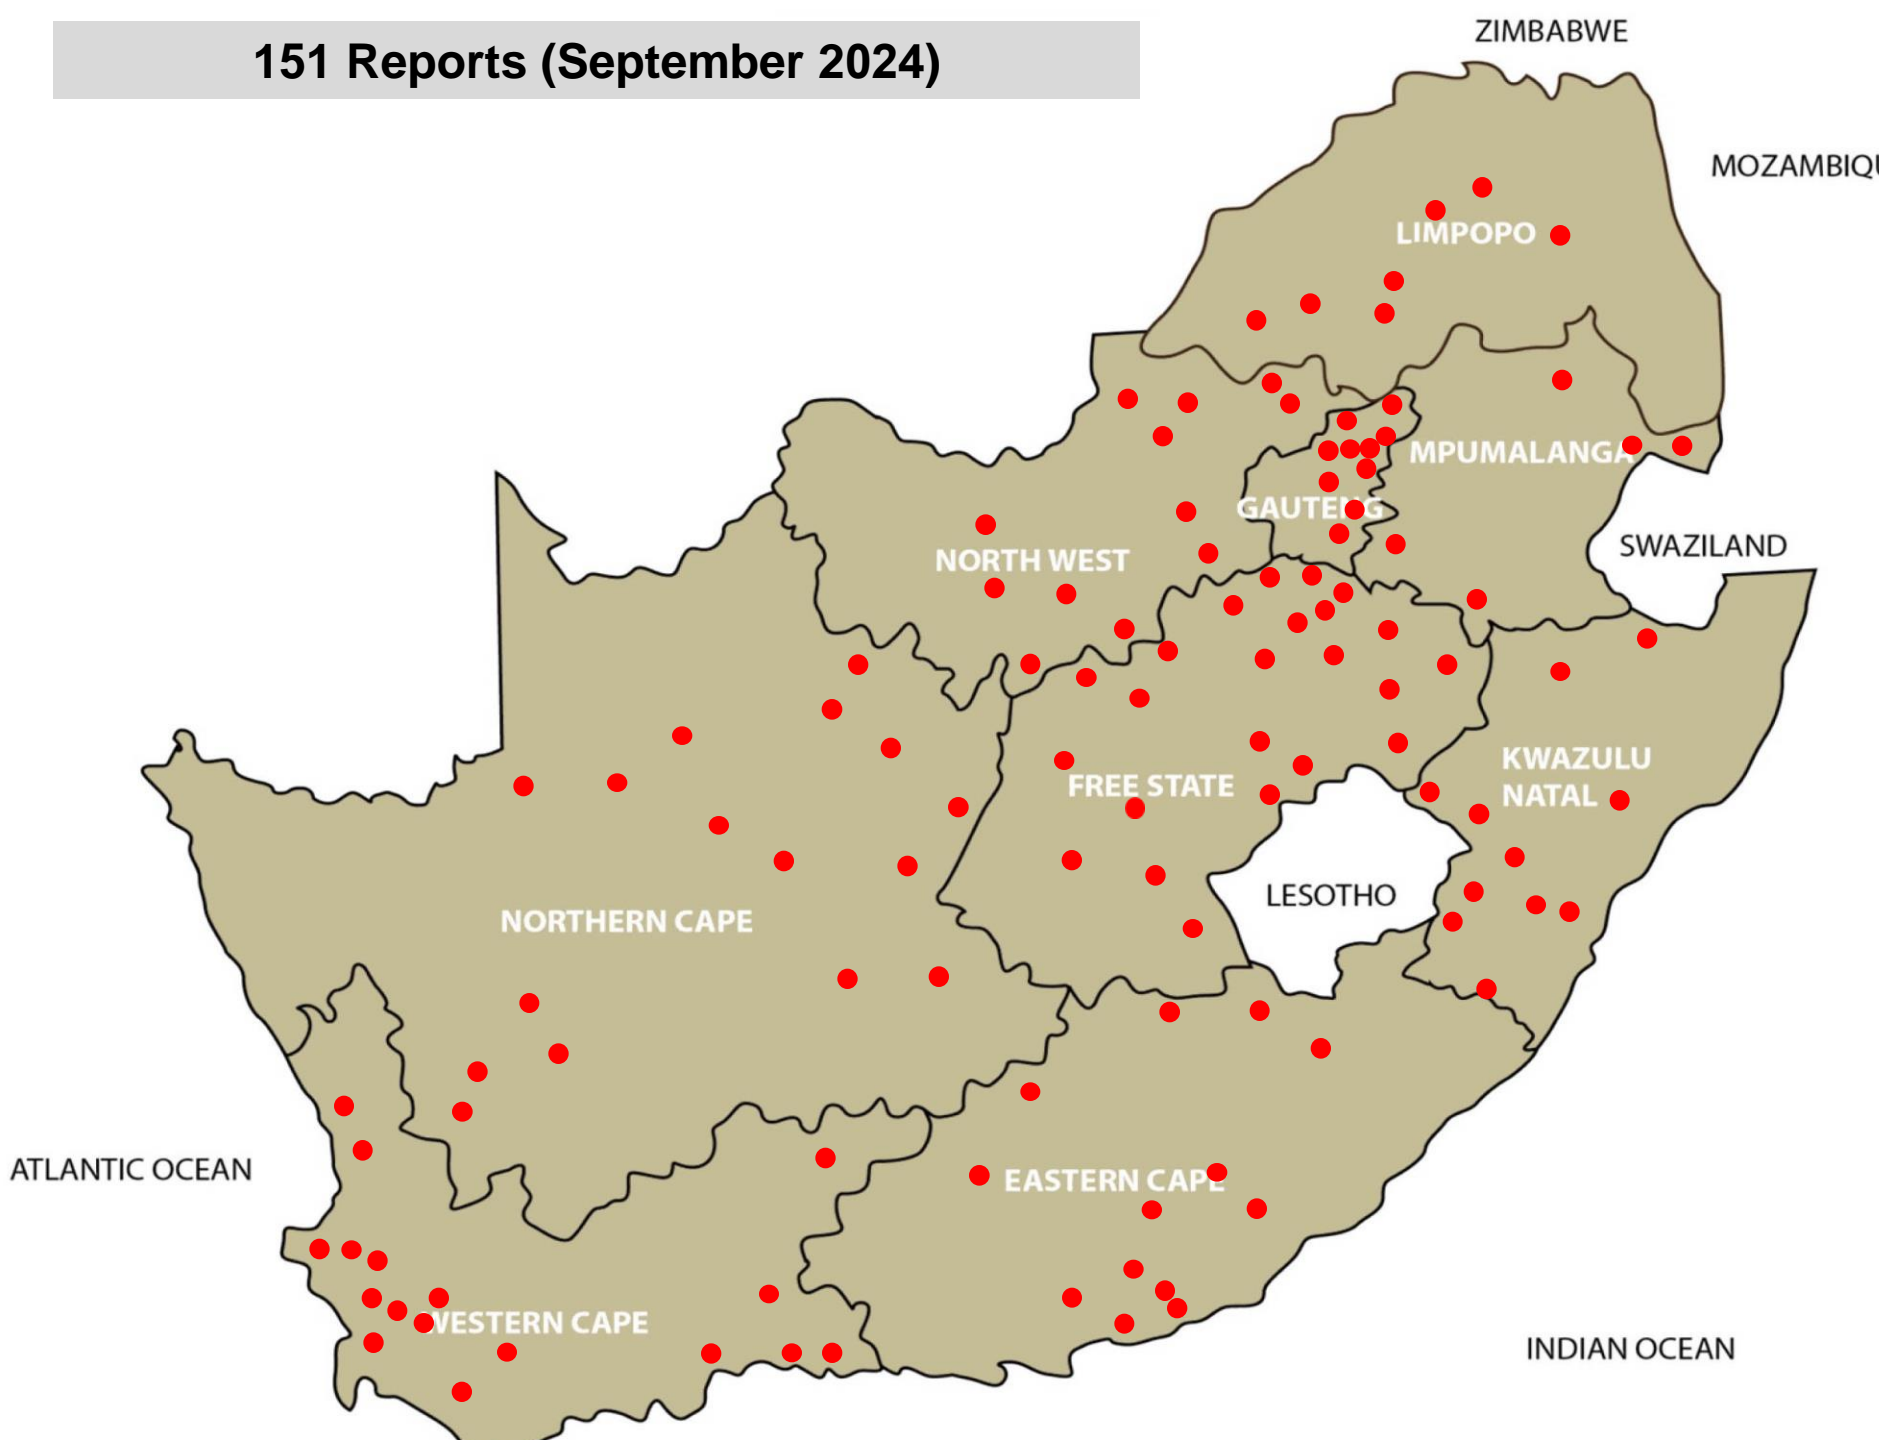 151 Reports (September 2024)
ZIMBABWE
MOZAMBIQU
LIMPOPO
MPUMALANGA
GAUTENG
SWAZILAND
NORTH WEST
KWAZULU
NATAL
FREE STATE
LESOTHO
NORTHERN CAPE
ATLANTIC OCEAN
EASTERN CAPE
WESTERN CAPE
INDIAN OCEAN